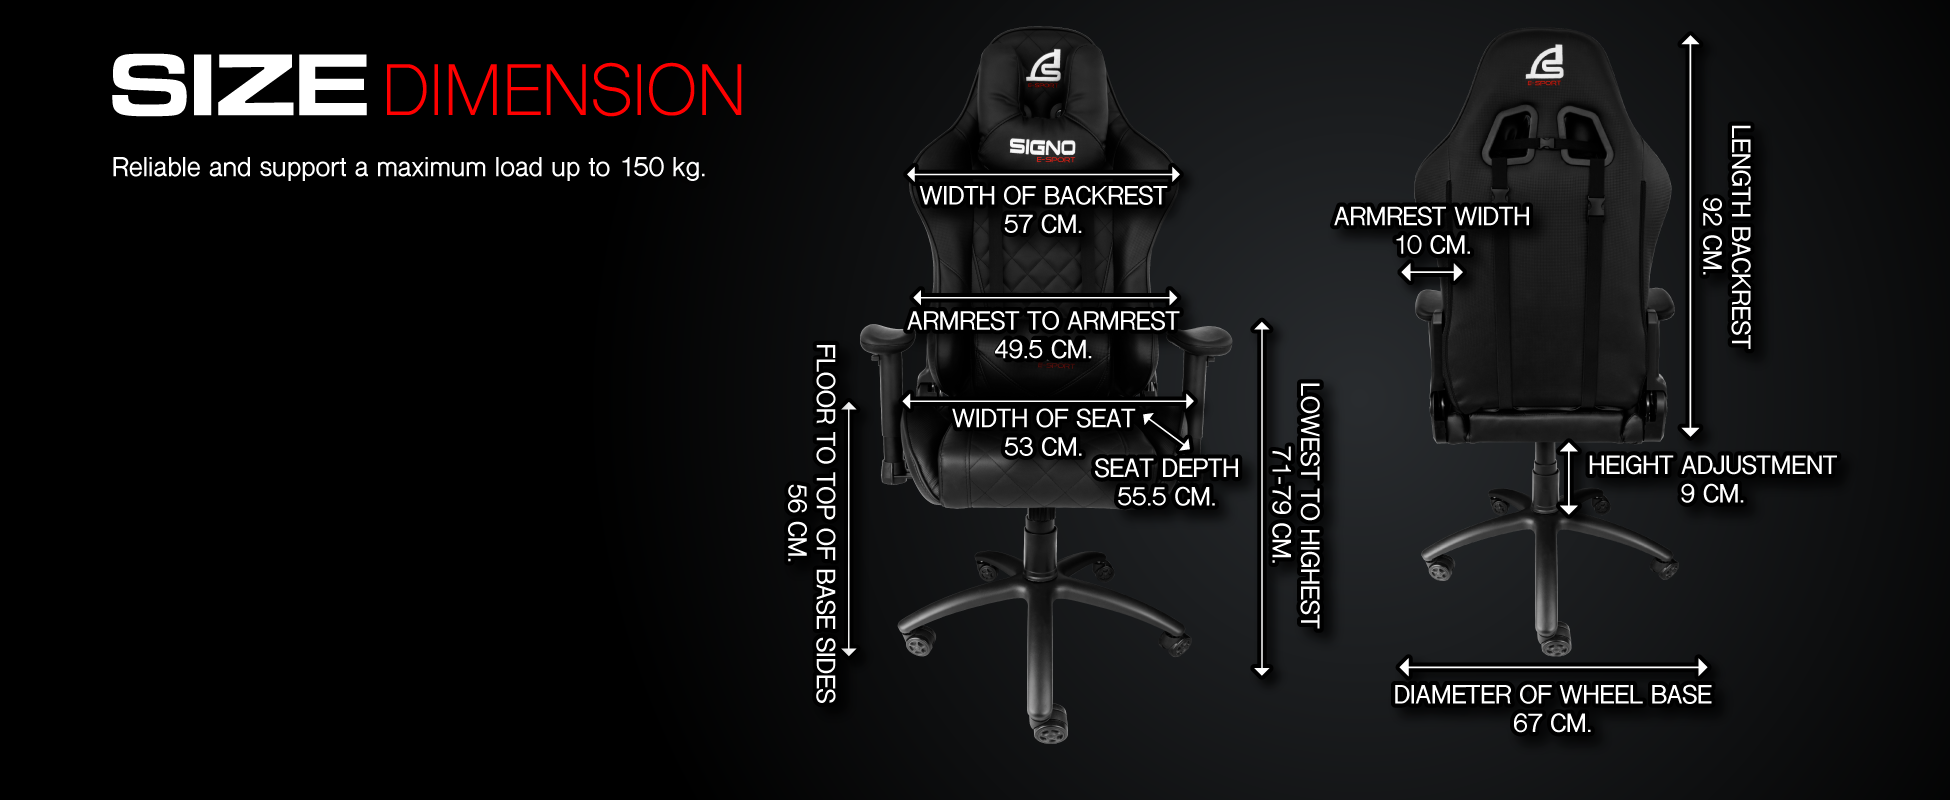 SIZE DIMENSION
Reliable and support a maximum load up to 150 kg.
E-SPORT
SIGNO
E-SPORT
WIDTH OF BACKREST
57 CM.
ARMREST TO ARMREST
49.5 CM.
E-SPORT
WIDTH OF SEAT
53 CM.
SEAT DEPTH
55.5 CM.
FLOOR TO TOP OF BASE SIDES
56 CM.
LOWEST TO HIGHEST
71-79 CM.
E-SPORT
ARMREST WIDTH
10 CM.
LENGTH BACKREST
92 CM.
HEIGHT ADJUSTMENT
9 CM.
DIAMETER OF WHEEL BASE
67 CM.